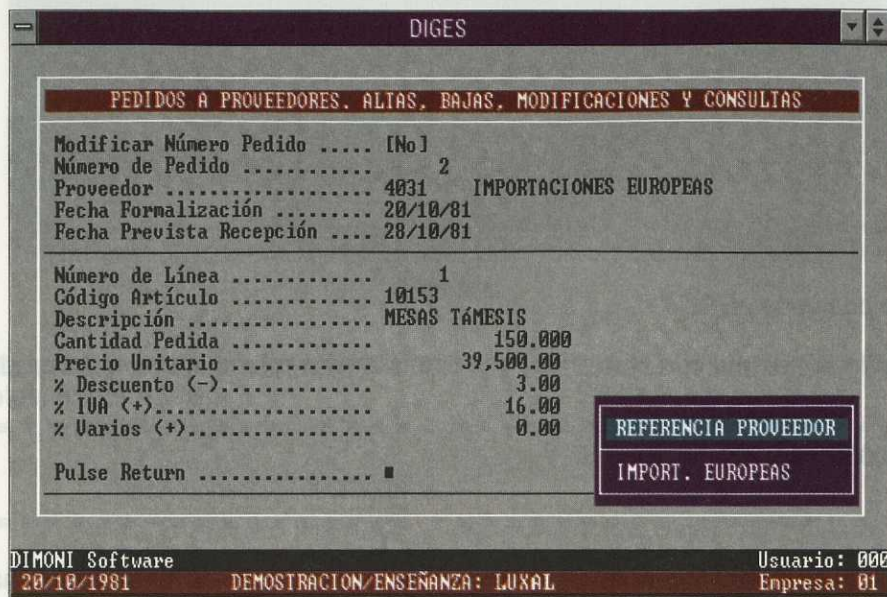 DIGES
PEDIDOS A PROVEEDORES. ALTAS, BAJAS, MODIFICACIONES Y CONSULTAS
Modificar Número Pedido ..... [No]
Número de Pedido ............ 2
Proveedor ................... 4031 IMPORTACIONES EUROPEAS
Fecha Formalización ......... 20/10/81
Fecha Prevista Recepción .... 28/10/81
Número de Línea ............. 1
Código Artículo ............. 10153
Descripción ................. MESAS TáMESIS
Cantidad Pedida ............. 150.000
Precio Unitario ............. 39,500.00
% Descuento (-).............. 3.00
% IVA (+).................... 16.00
% Varios (+)................. 0.00
REFERENCIA PROVEEDOR
Pulse Return ................
IMPORT. EUROPEAS
DIMONI Software Usuario: 000
20/10/1981 DEMOSTRACION/ENSEÑANZA: LUXAL Empresa: 01